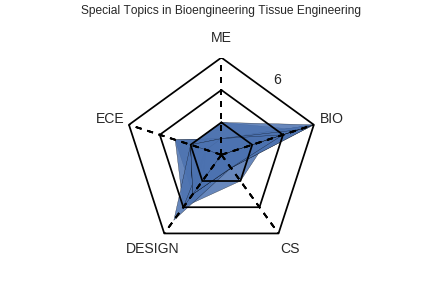 Special Topics in Bioengineering Tissue Engineering
ME
6
ECE
BIO
DESIGN
CS